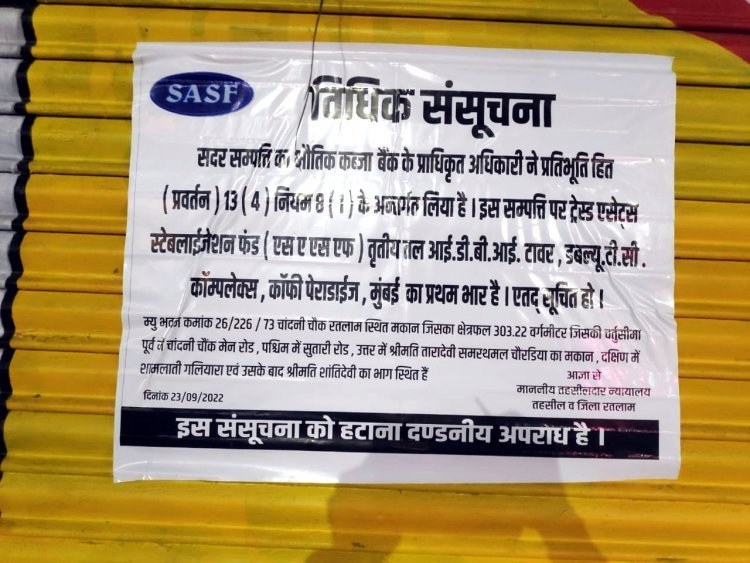 SASF
विधिक संसूचना
सदर सम्पत्ति का भौतिक कब्जा बैंक के प्राधिकृत अधिकारी ने प्रतिभूति हित
( प्रवर्तन ) 13 ( 4 ) नियम 8 ( 1 ) के अन्तर्गत लिया है । इस सम्पत्ति पर ट्रेस्ड एसेट्स
स्टेबलाईजेशन फंड ( एस ए एस एफ ) तृतीय तल आई.डी.बी.आई. टावर , डबल्यू.टी.सी.
कॉम्पलेक्स , कॉफी पेराडाईज , मुंबई का प्रथम भार है । एतद् सूचित हो ।
म्यु भवन कमांक 26/226 / 73 चांदनी चौक रतलाम स्थित मकान जिसका क्षेत्रफल 303.22 वर्गमीटर जिसकी चर्तुसीमा
पूर्व में चांदनी चौंक मेन रोड , पश्चिम में सुतारी रोड , उत्तर में श्रीमति तारादेवी समरथमल चौरडिया का मकान , दक्षिण में
शामलाती गलियारा एवं उसके बाद श्रीमति शांतिदेवी का भाग स्थित हैं
आज्ञा से
माननीय तहसीलदार न्यायालय
तहसील व जिला रतलाम
दिनांक 23/09/2022
इस संसूचना को हटाना दण्डनीय अपराध है ।